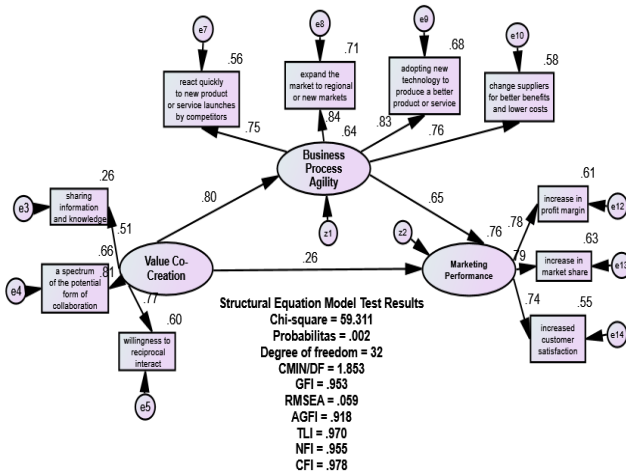 e7
e8
e9
e10
.56
.71
.68
.58
react quickly
to new product
or service launches
by competitors
expand the
market to regional
or new markets
adopting new
technology to
produce a better
product or service
change suppliers
for better benefits
and lower costs
.75
.84
.83
.76
.64
Business
Process
Agility
.26
sharing
information
and knowledge
e3
.51
.80
.65
z1
z2
.76
.61
increase in
profit margin
e12
.78
.66
.81
a spectrum of
the potential
form of
collaboration
e4
Value Co-
Creation
.26
Marketing
Performance
.79
.63
increase in
market share
e13
.77
.60
willingness to
reciprocal
interact
e5
.74
.55
increased
customer
satisfaction
e14
Structural Equation Model Test Results
Chi-square = 59.311
Probabilitas = .002
Degree of freedom = 32
CMIN/DF = 1.853
GFI = .953
RMSEA = .059
AGFI = .918
TLI = .970
NFI = .955
CFI = .978